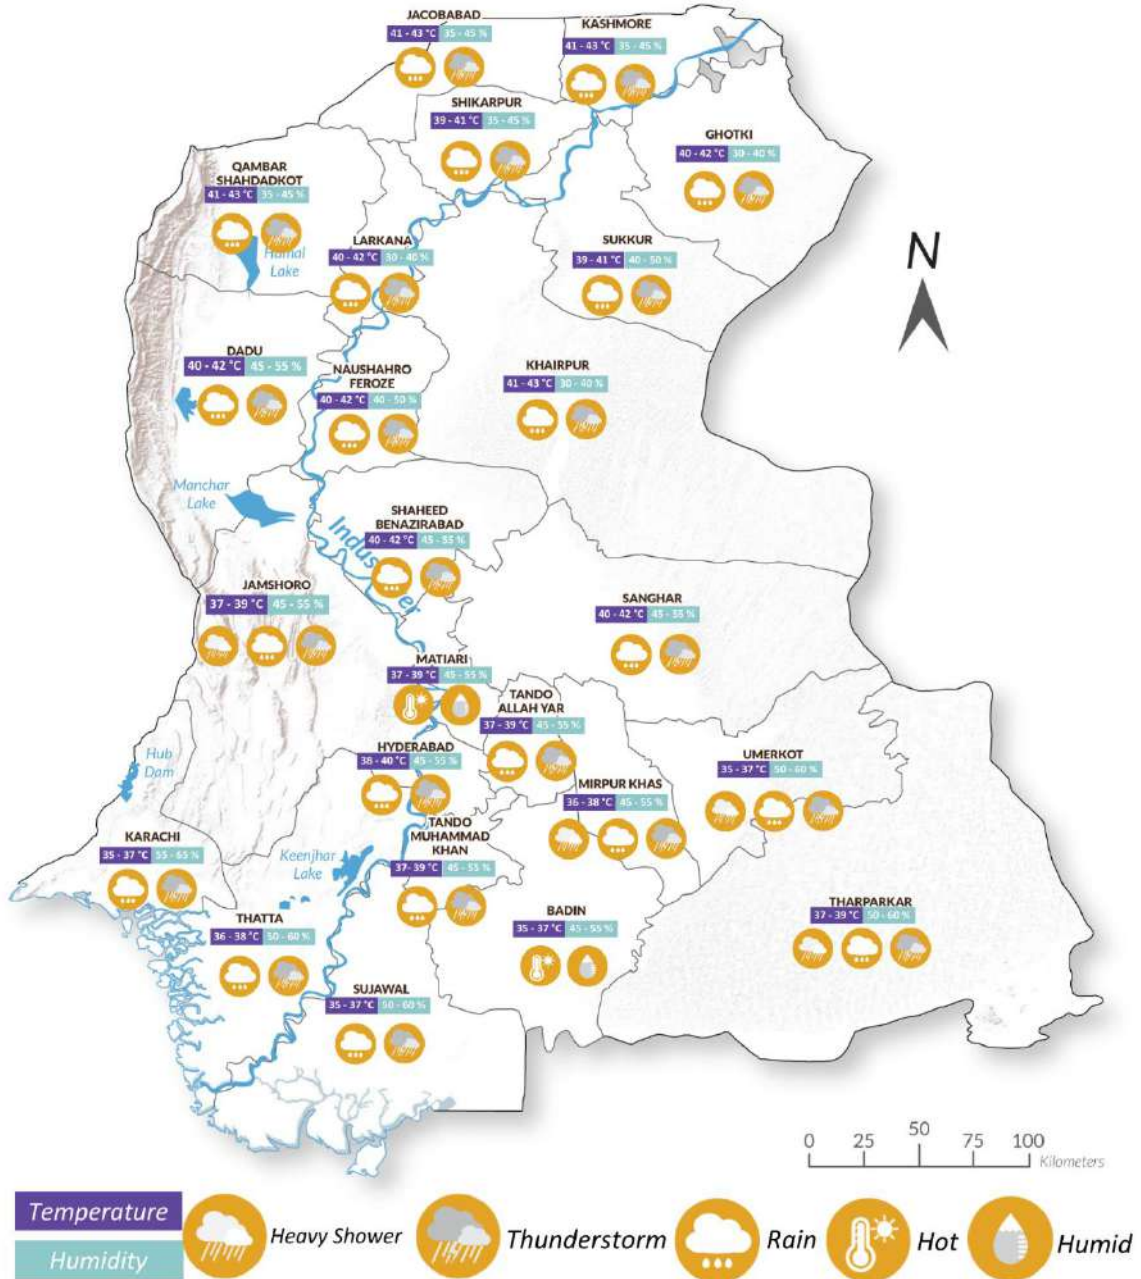 JACOBABAD
41 - 43 °C 35 - 45 %
KASHMORE
41 - 43 °C 35 - 45 %
SHIKARPUR
39 - 41 °C 35 - 45 %
GHOTKI
40 - 42 °C 30 - 40 %
QAMBAR
SHAHDADKOT
41 - 43 °C 35 - 45 %
Hamal
Lake
LARKANA
40 - 42 °C 30 - 40 %
SUKKUR
39 - 41 °C 40 - 50 %
N
DADU
40 - 42 °C 45 - 55 %
NAUSHAHRO
FEROZE
40 - 42 °C 40 - 50 %
KHAIRPUR
41 - 43 °C 30 - 40 %
Manchar
Lake
SHAHEED
BENAZIRABAD
40 - 42 °C 45 - 55 %
Indus
JAMSHORO
37 - 39 °C 45 - 55 %
SANGHAR
40 - 42 °C 45 - 55 %
MATIARI
37 - 39 °C 45 - 55 %
TANDO
ALLAH YAR
37 - 39 °C 45 - 55 %
Hub
Dam
HYDERABAD
38 - 40 °C 45 - 55 %
UMERKOT
35 - 37 °C 50 - 60 %
MIRPUR KHAS
36 - 38 °C 45 - 55 %
KARACHI
35 - 37 °C 55 - 65 %
Keenjhar
Lake
TANDO
MUHAMMAD
KHAN
37 - 39 °C 45 - 55 %
THATTA
36 - 38 °C 50 - 60 %
BADIN
35 - 37 °C 45 - 55 %
THARPARKAR
37 - 39 °C 50 - 60 %
SUJAWAL
35 - 37 °C 50 - 60 %
0 25 50 75 100
Kilometers
Temperature
Humidity
Heavy Shower
Thunderstorm
Rain
Hot
Humid